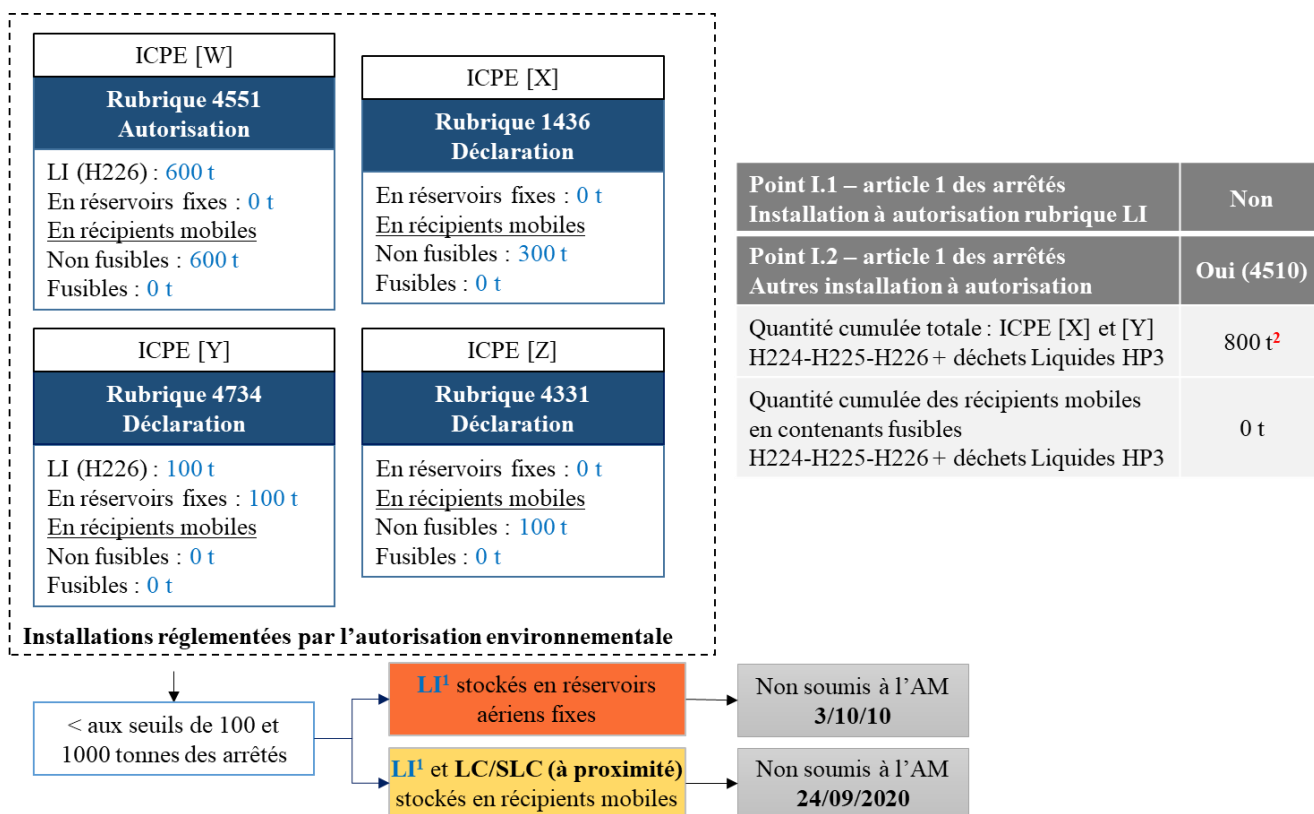 ICPE [W]
Rubrique 4551
Autorisation
LI (H226) : 600 t
En réservoirs fixes : 0 t
En récipients mobiles
Non fusibles : 600 t
Fusibles : 0 t
ICPE [X]
Rubrique 1436
Déclaration
En réservoirs fixes : 0 t
En récipients mobiles
Non fusibles : 300 t
Fusibles : 0 t
ICPE [Y]
Rubrique 4734
Déclaration
LI (H226) : 100 t
En réservoirs fixes : 100 t
En récipients mobiles
Non fusibles : 0 t
Fusibles : 0 t
ICPE [Z]
Rubrique 4331
Déclaration
En réservoirs fixes : 0 t
En récipients mobiles
Non fusibles : 100 t
Fusibles : 0 t
Installations réglementées par l’autorisation environnementale
Point I.1 – article 1 des arrêtés
Installation à autorisation rubrique LI
Non
Point I.2 – article 1 des arrêtés
Autres installation à autorisation
Oui (4510)
Quantité cumulée totale : ICPE [X] et [Y]
H224-H225-H226 + déchets Liquides HP3
800 t²
Quantité cumulée des récipients mobiles
en contenants fusibles
H224-H225-H226 + déchets Liquides HP3
0 t
< aux seuils de 100 et
1000 tonnes des arrêtés
LI¹ stockés en réservoirs
aériens fixes
Non soumis à l’AM
3/10/10
LI¹ et LC/SLC (à proximité)
stockés en récipients mobiles
Non soumis à l’AM
24/09/2020